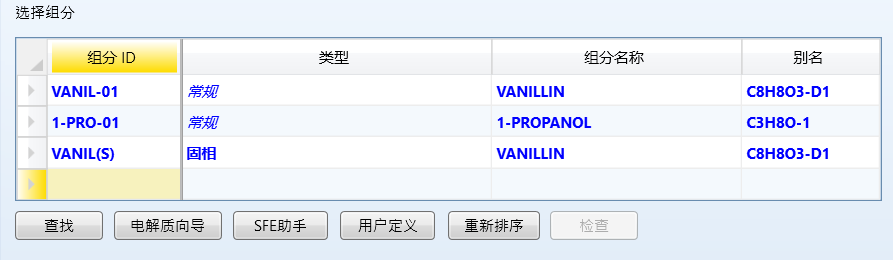 选择组分
组分 ID 类型 组分名称 别名
VANIL-01 常规 VANILLIN C8H8O3-D1
1-PRO-01 常规 1-PROPANOL C3H8O-1
VANIL(S) 固相 VANILLIN C8H8O3-D1
查找 电解质向导 SFE助手 用户定义 重新排序 检查